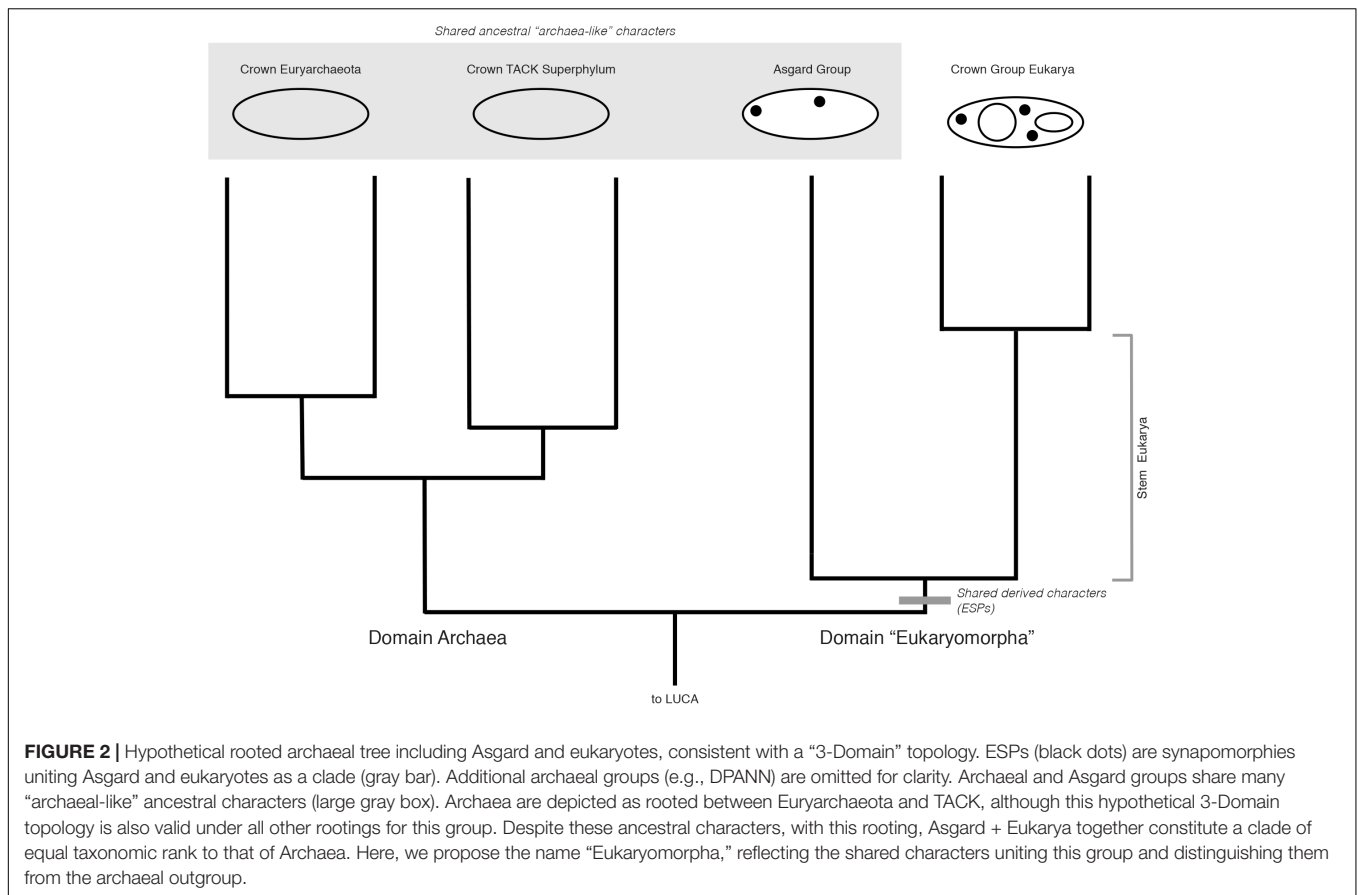 Shared ancestral “archaea-like” characters
Crown Euryarchaeota
Crown TACK Superphylum
Asgard Group
Crown Group Eukarya
Stem Eukarya
Shared derived characters
(ESPs)
Domain Archaea
Domain “Eukaryomorpha”
to LUCA
FIGURE 2 | Hypothetical rooted archaeal tree including Asgard and eukaryotes, consistent with a “3-Domain” topology. ESPs (black dots) are synapomorphies
uniting Asgard and eukaryotes as a clade (gray bar). Additional archaeal groups (e.g., DPANN) are omitted for clarity. Archaeal and Asgard groups share many
“archaeal-like” ancestral characters (large gray box). Archaea are depicted as rooted between Euryarchaeota and TACK, although this hypothetical 3-Domain
topology is also valid under all other rootings for this group. Despite these ancestral characters, with this rooting, Asgard + Eukarya together constitute a clade of
equal taxonomic rank to that of Archaea. Here, we propose the name “Eukaryomorpha,” reflecting the shared characters uniting this group and distinguishing them
from the archaeal outgroup.